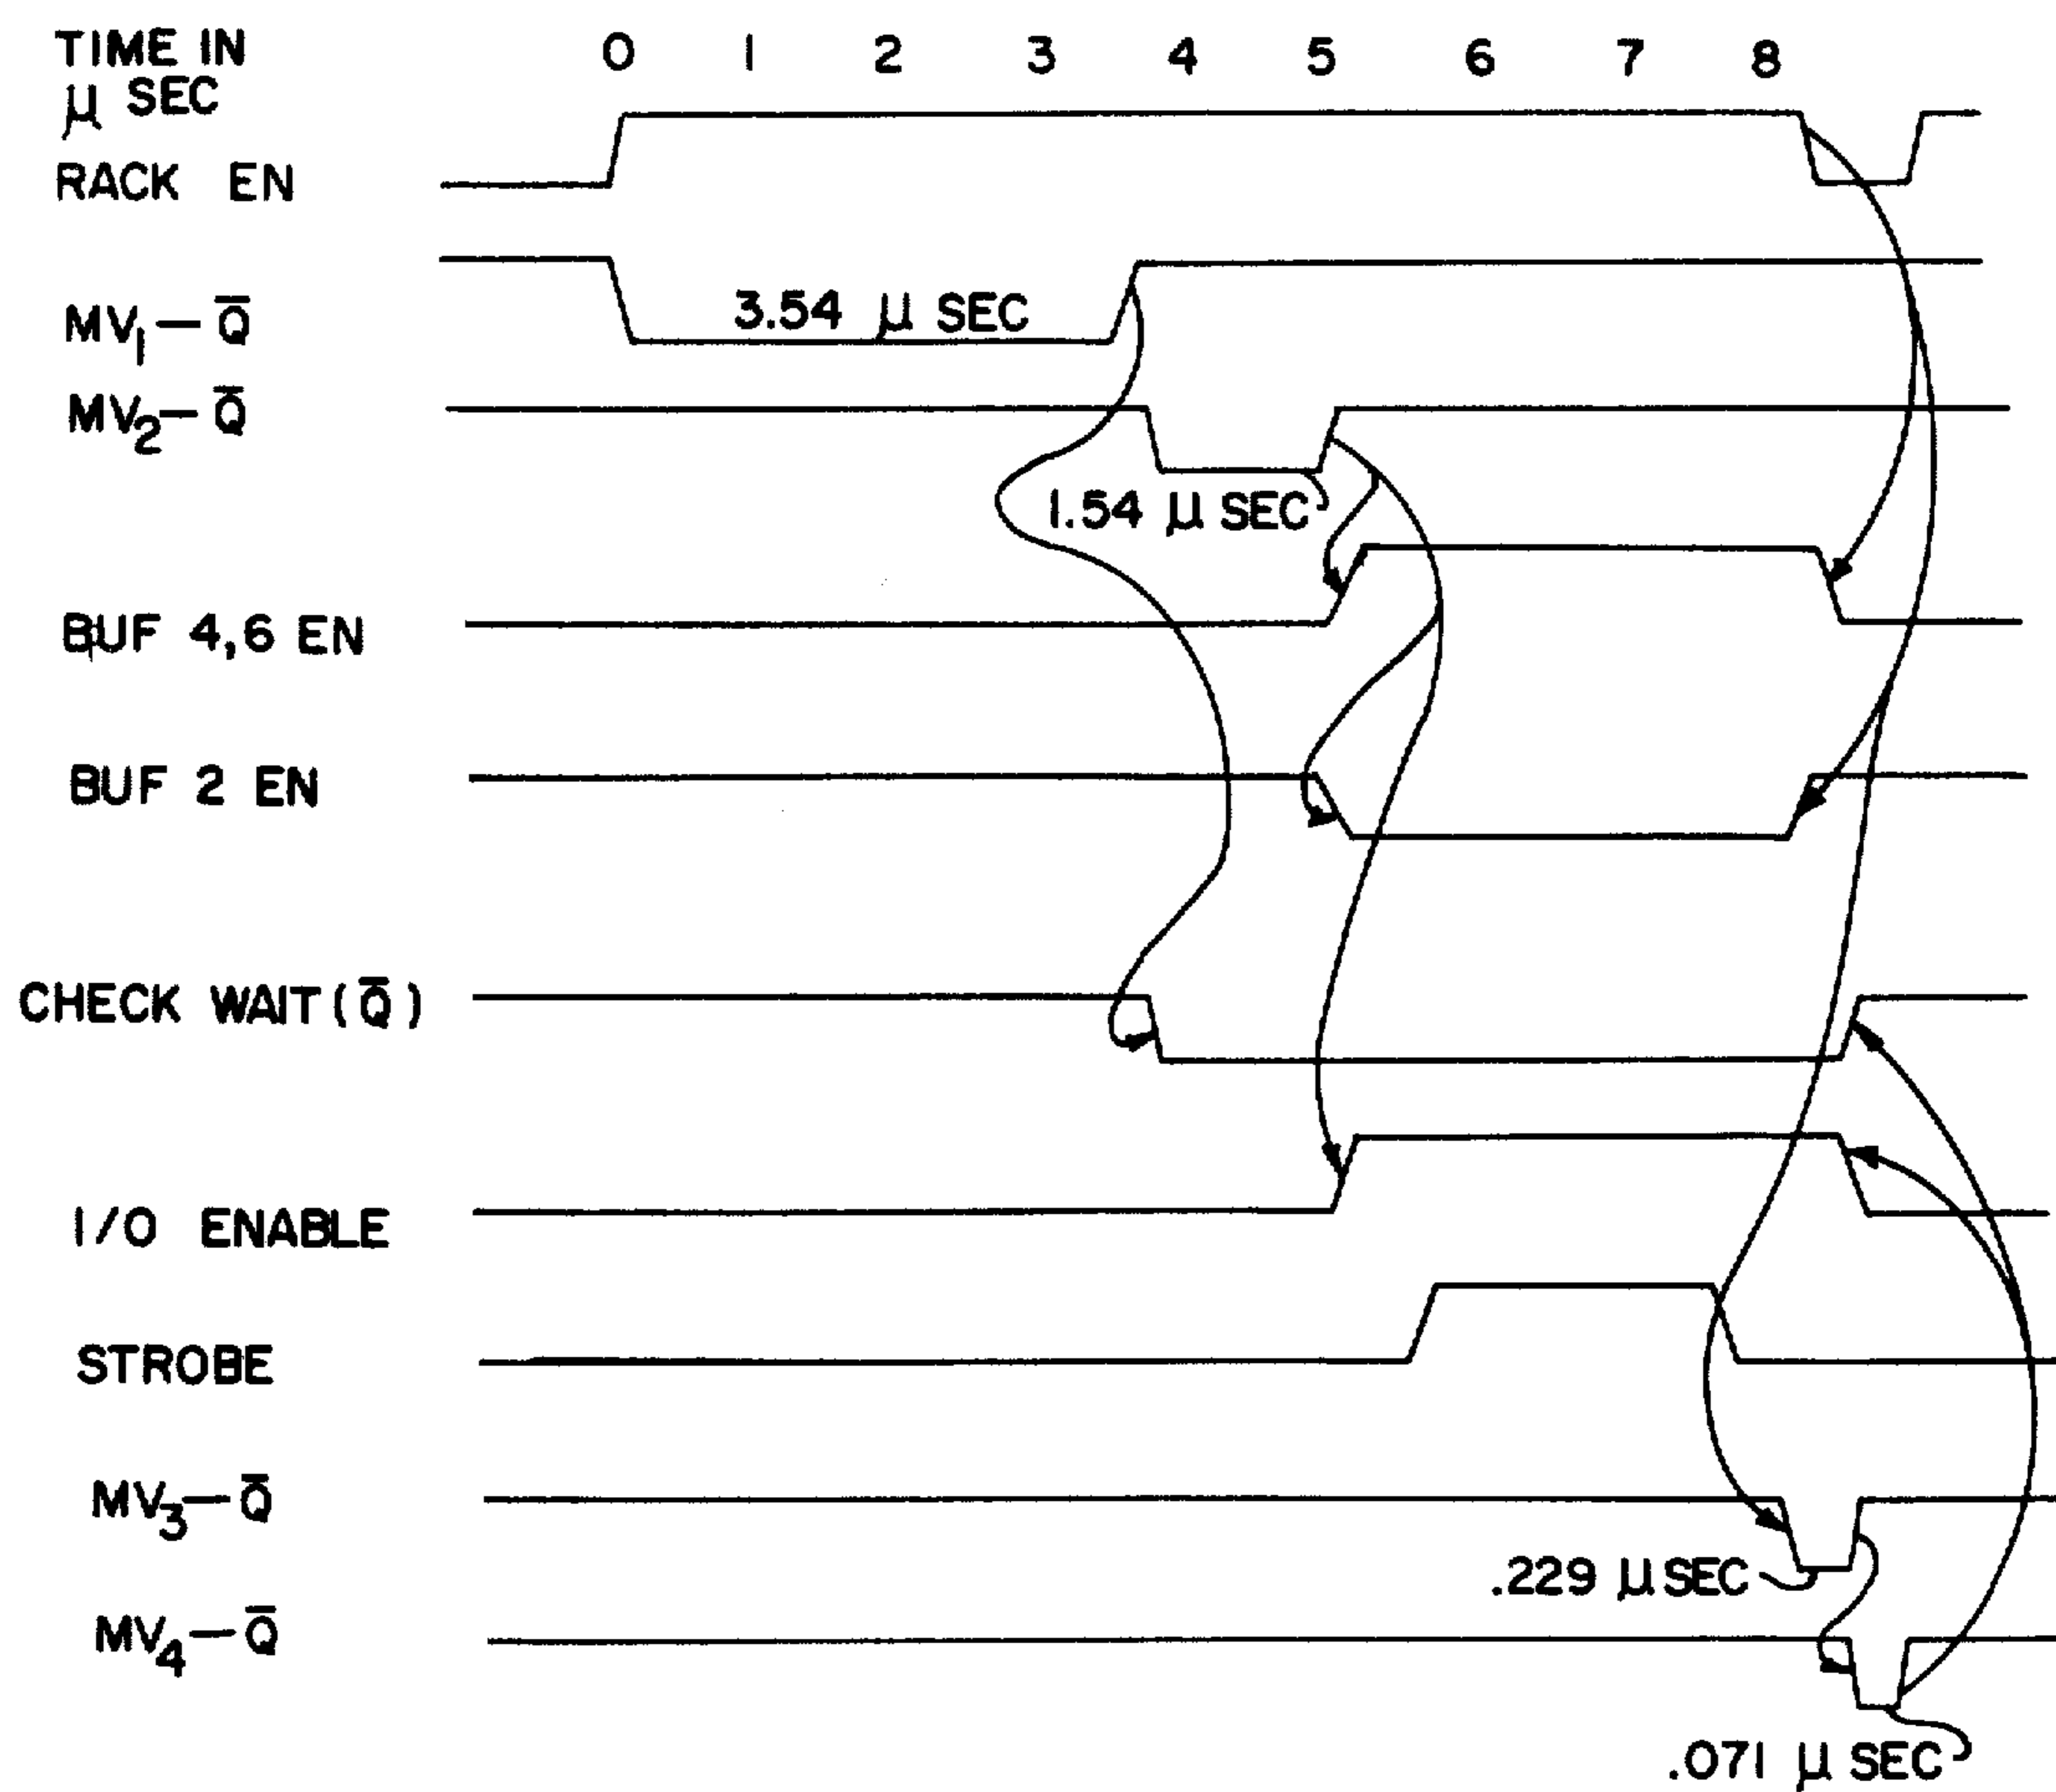 TIME IN 0 1 2 3 4 5 6 7 8
μ SEC
RACK EN
MV₁—Q̅ 3.54 μ SEC
MV₂—Q̅
1.54 μ SEC
BUF 4,6 EN
BUF 2 EN
CHECK WAIT(Q̅)
I/O ENABLE
STROBE
MV₃—Q̅
.229 μ SEC
MV₄—Q̅
.071 μ SEC